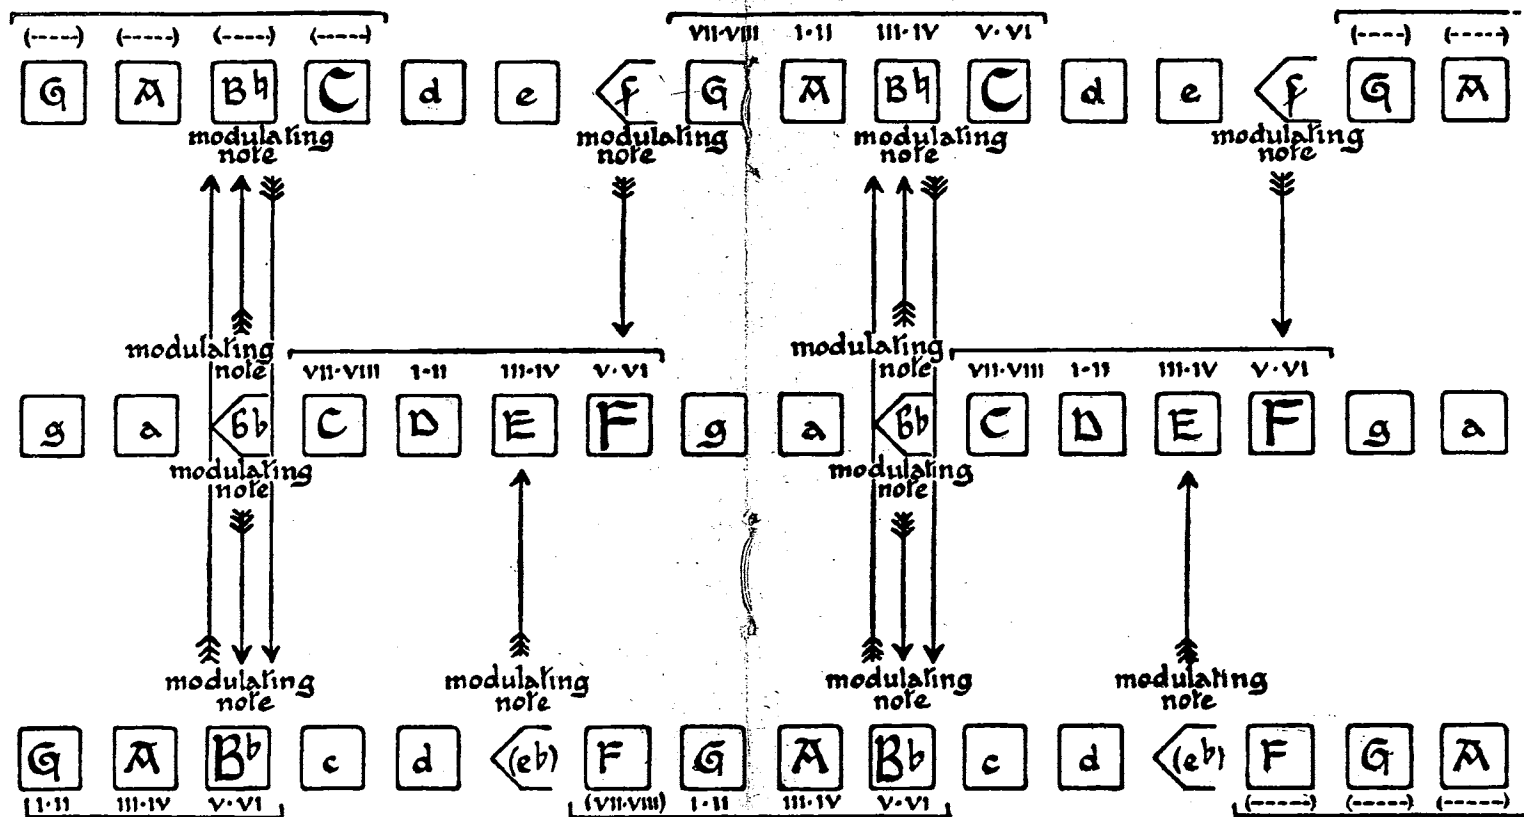 (-----) (-----) (-----) (-----) VII·VIII I·II III·IV V·VI (-----) (-----)
G A B♮ C d e f G A B♮ C d e f G A
modulating modulating modulating modulating
note note note note
modulating modulating
note VII·VIII I·II III·IV V·VI note VII·VIII I·II III·IV V·VI
g a b♭ C D E F g a b♭ C D E F g a
modulating modulating
note note
modulating modulating modulating modulating
note note note note
G A B♭ c d (e♭) F G A B♭ c d (e♭) F G A
I·II III·IV V·VI (VII·VIII) I·II III·IV V·VI (-----) (-----) (-----)